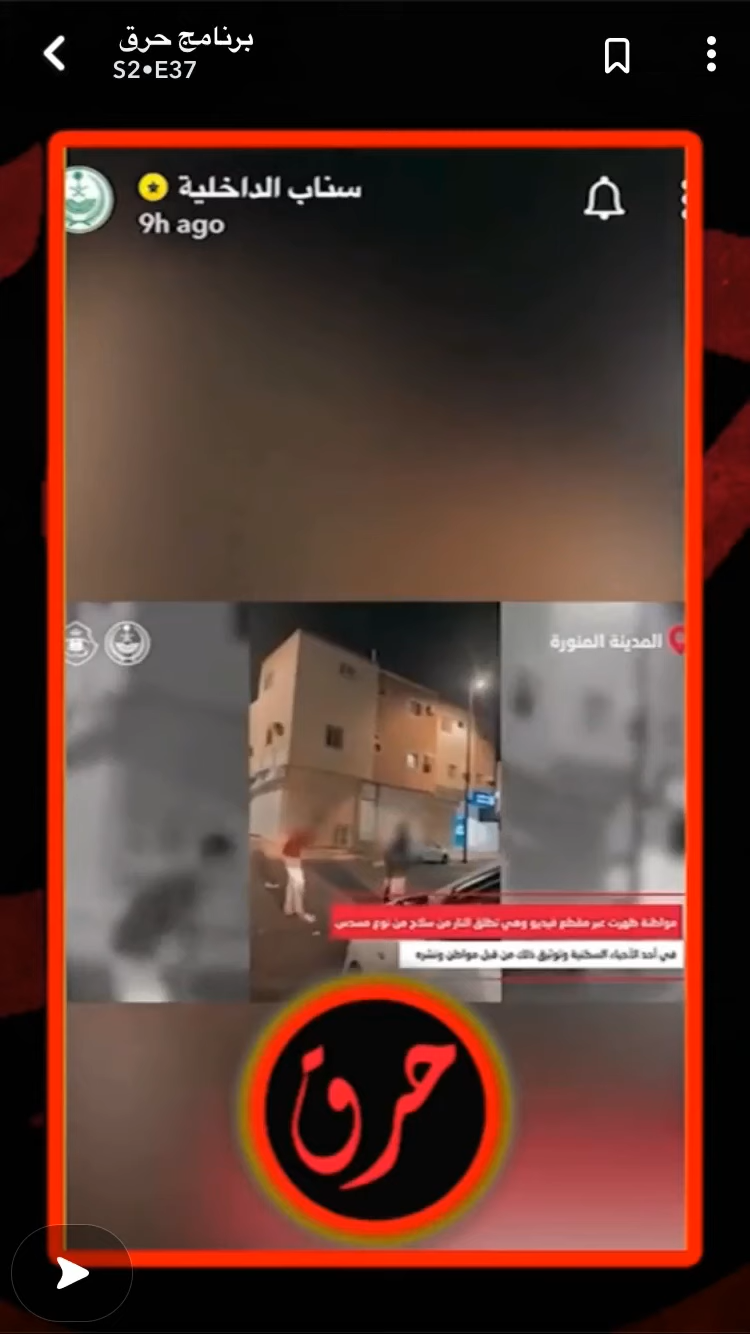 برنامج حرق
S2•E37
سناب الداخلية
9h ago
المدينة المنورة
مواطنة ظهرت عبر مقطع فيديو وهي تطلق النار من سلاح من نوع مسدس
في أحد الأحياء السكنية وتوثيق ذلك من قبل مواطن ونشره
حرق